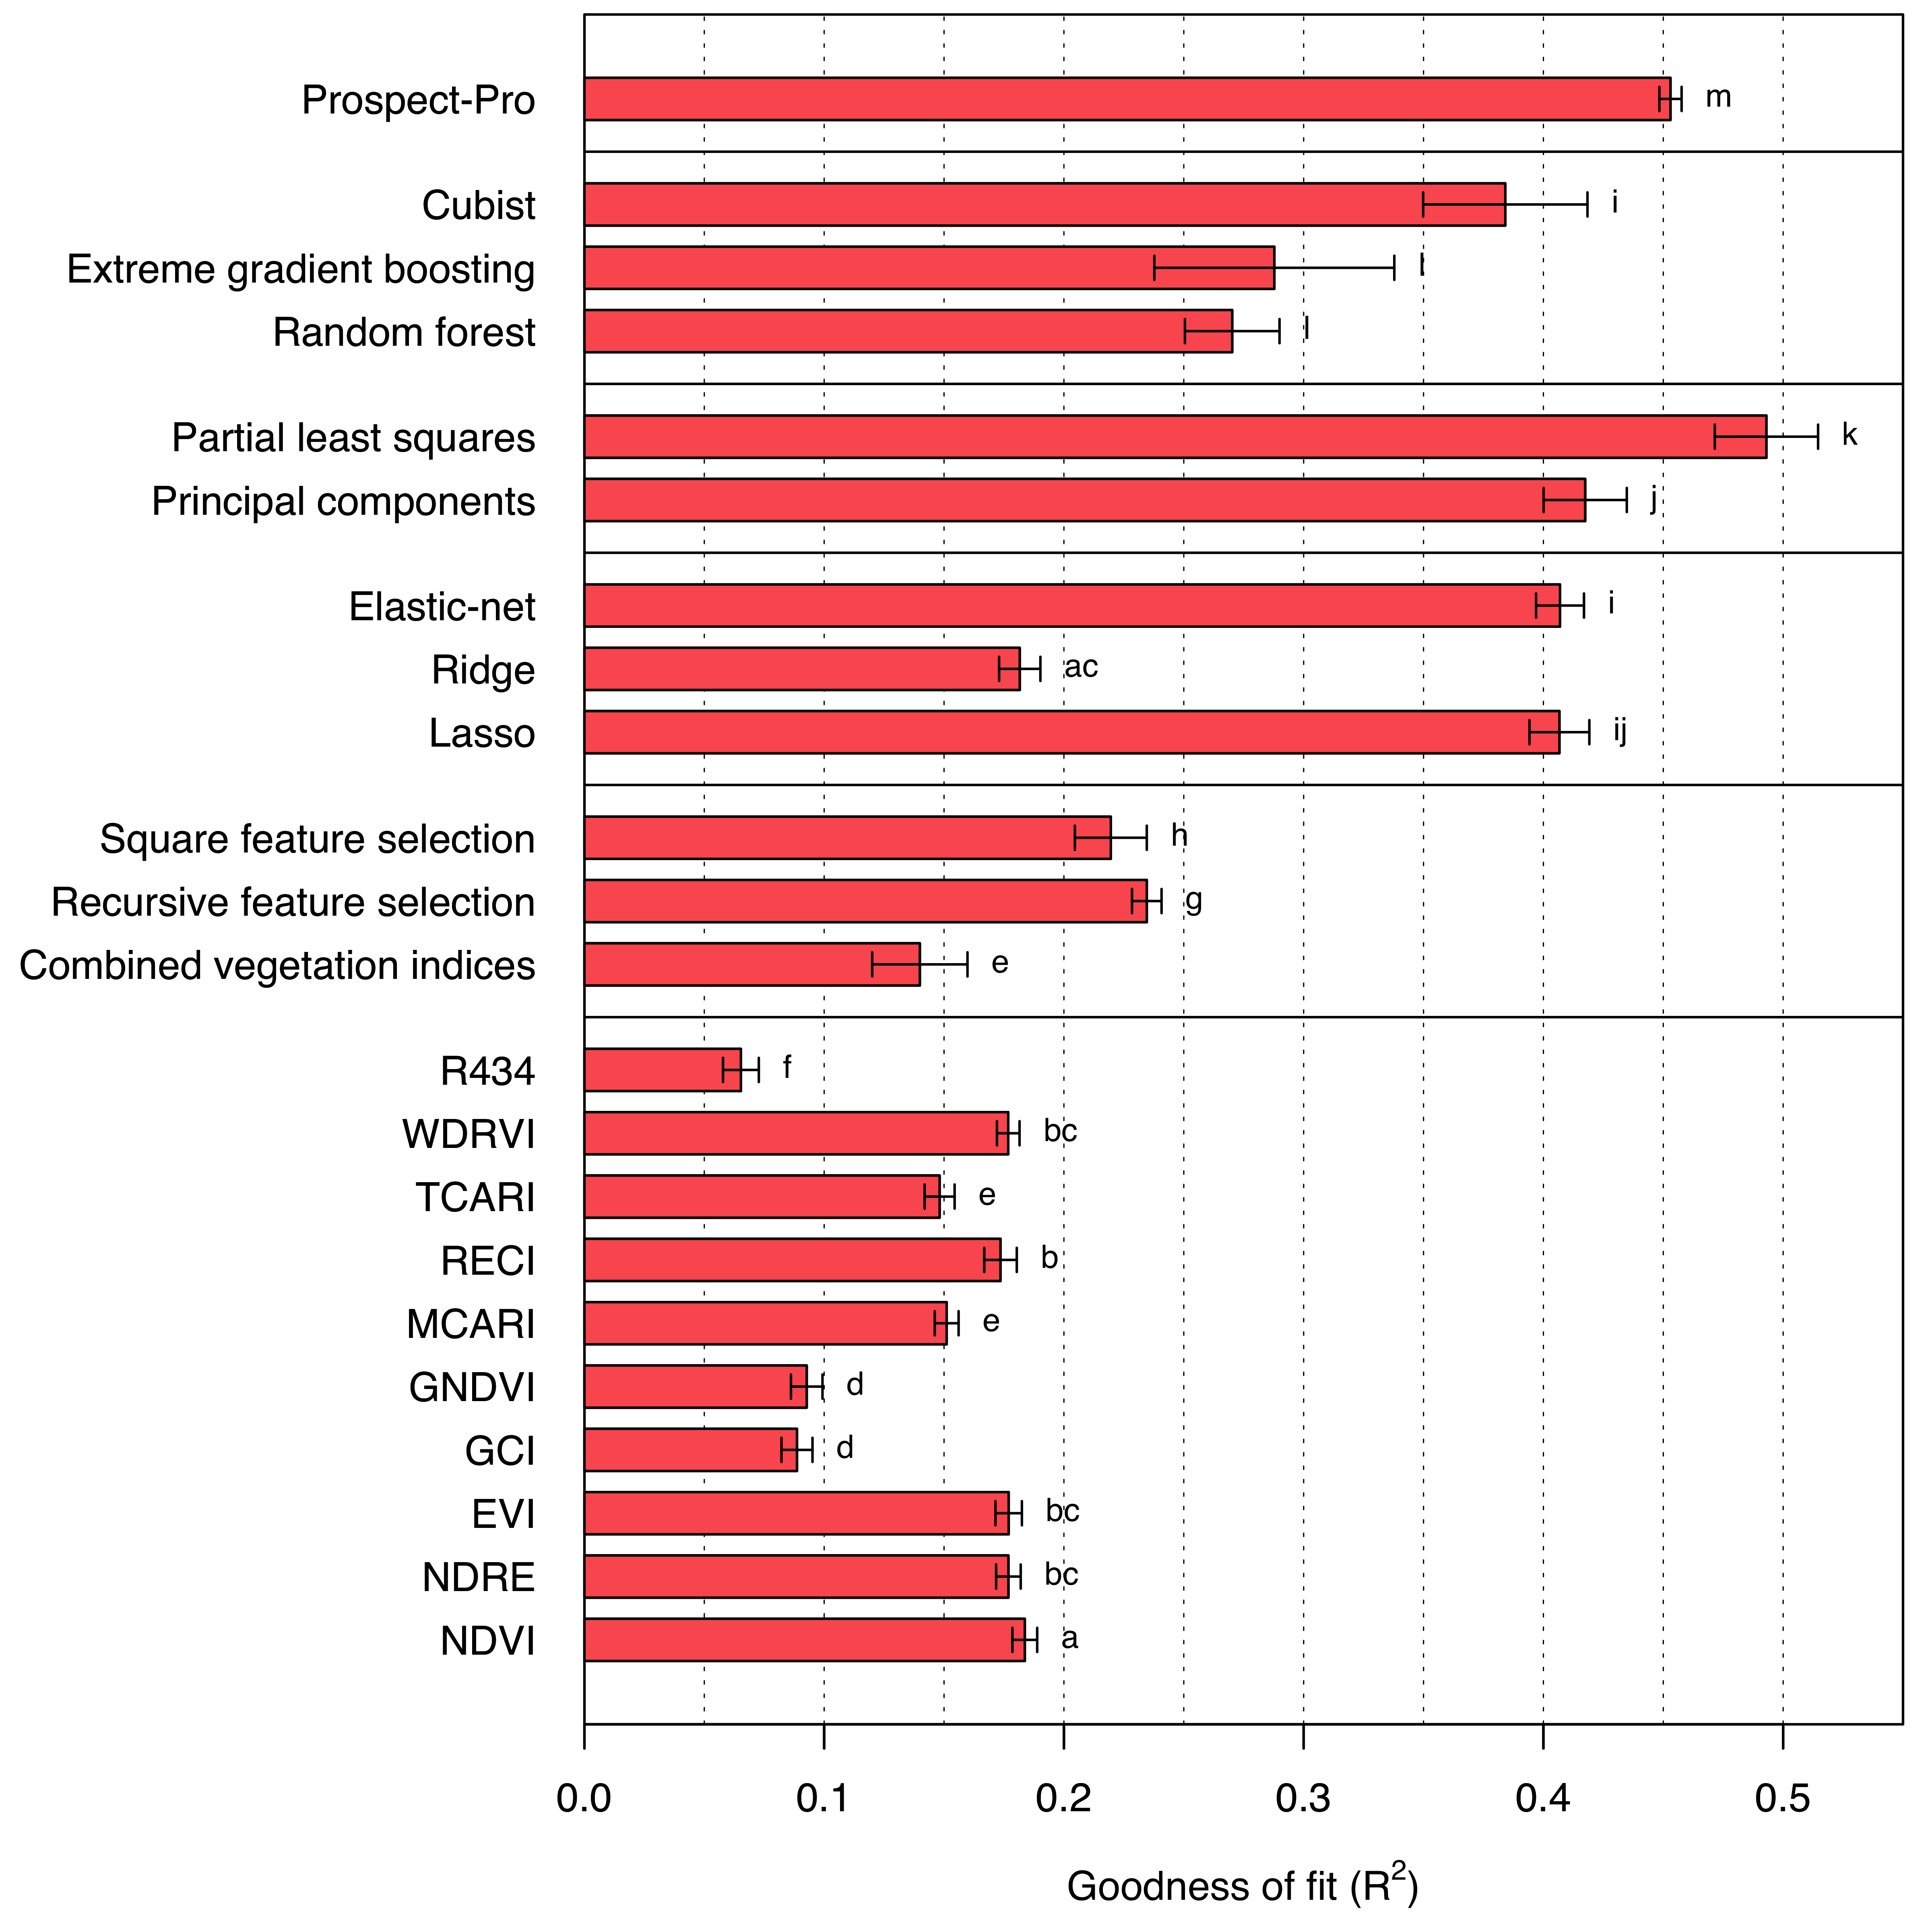 Prospect-Pro m
Cubist i
Extreme gradient boosting l
Random forest l
Partial least squares k
Principal components j
Elastic-net i
Ridge ac
Lasso ij
Square feature selection h
Recursive feature selection g
Combined vegetation indices e
R434 f
WDRVI bc
TCARI e
RECI b
MCARI e
GNDVI d
GCI d
EVI bc
NDRE bc
NDVI a
0.0 0.1 0.2 0.3 0.4 0.5
Goodness of fit (R²)